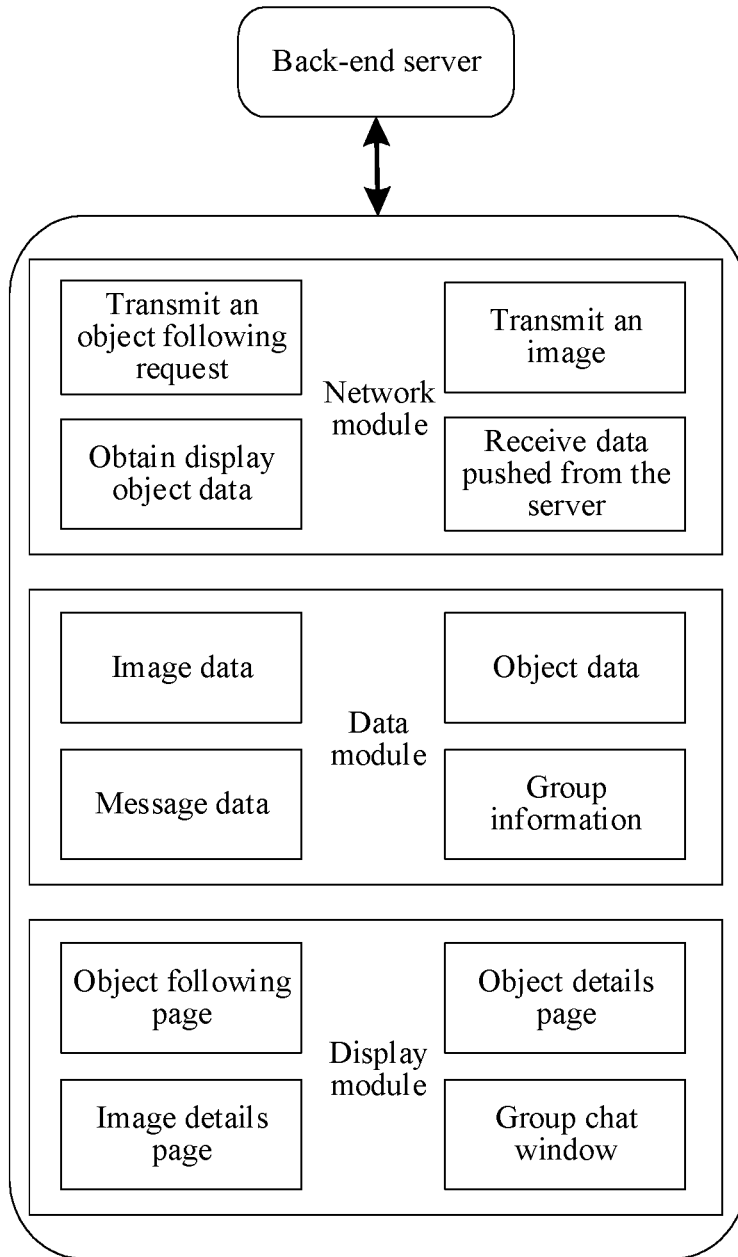 Back-end server
Transmit an
object following
request
Transmit an
image
Network
module
Obtain display
object data
Receive data
pushed from the
server
Image data
Object data
Data
module
Message data
Group
information
Object following
page
Object details
page
Display
module
Image details
page
Group chat
window